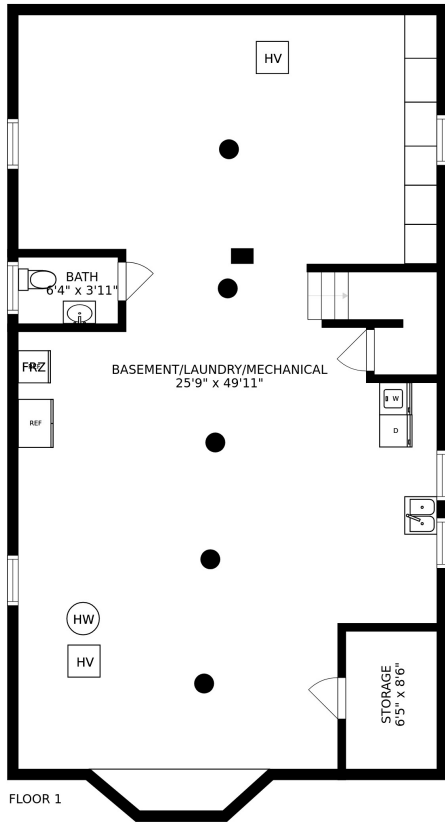 HV
BATH
6'4" x 3'11"
FRZ
BASEMENT/LAUNDRY/MECHANICAL
25'9" x 49'11"
W
REF
D
HW
HV
STORAGE
6'5" x 8'6"
FLOOR 1